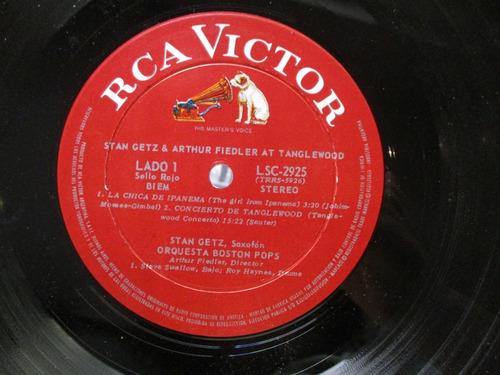 RCA VICTOR
HIS MASTER'S VOICE
STAN GETZ & ARTHUR FIEDLER AT TANGLEWOOD
LADO 1
Sello Rojo
BIEM
LSC-2925
(TRRS-5926)
STEREO
1. LA CHICA DE IPANEMA (The girl from Ipanema) 3:20 (Jobim-
Moraes-Gimbel) 2. CONCIERTO DE TANGLEWOOD (Tangle-
wood Concerto) 15:22 (Sauter)
STAN GETZ, Saxofón
ORQUESTA BOSTON POPS
Arthur Fiedler, Director
1. Steve Swallow, Bajo; Roy Haynes, Drums